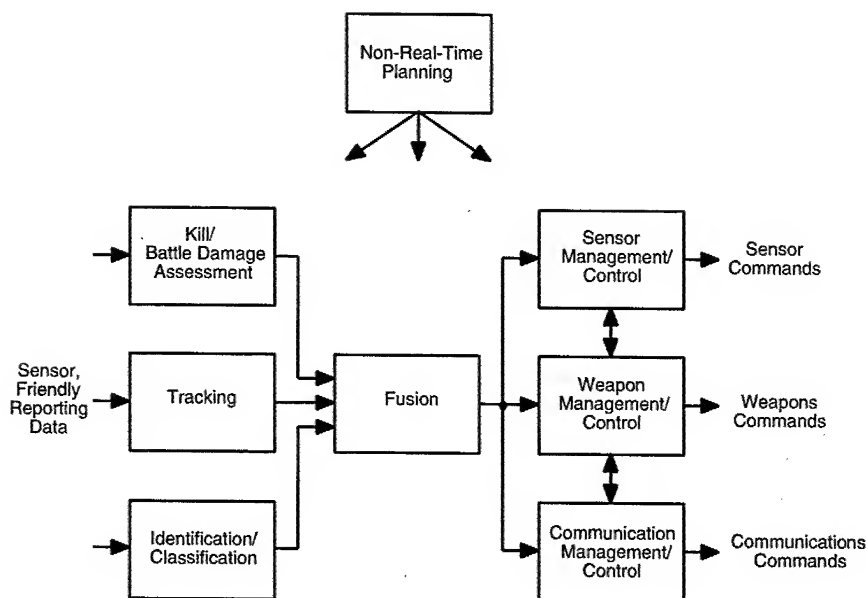 Non-Real-Time
Planning
Kill/
Battle Damage
Assessment
Sensor
Management/
Control
Sensor
Commands
Sensor,
Friendly
Reporting
Data
Tracking
Fusion
Weapon
Management/
Control
Weapons
Commands
Identification/
Classification
Communication
Management/
Control
Communications
Commands